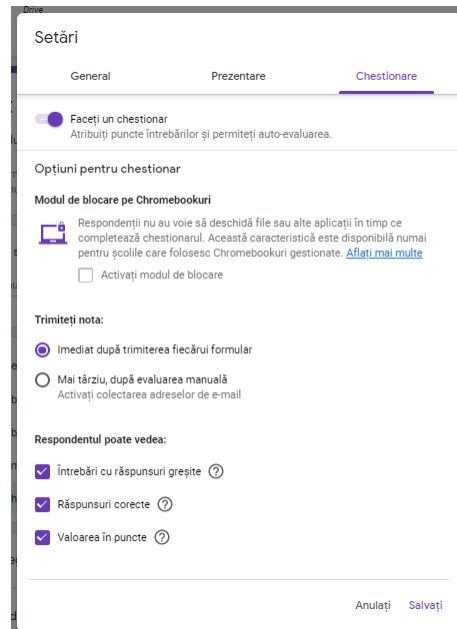 Drive
Setări
General Prezentare Chestionare
Faceți un chestionar
Atribuiți puncte întrebărilor și permiteți auto-evaluarea.
Opțiuni pentru chestionar
Modul de blocare pe Chromebookuri
Respondenții nu au voie să deschidă file sau alte aplicații în timp ce
completează chestionarul. Această caracteristică este disponibilă numai
pentru școlile care folosesc Chromebookuri gestionate. Aflați mai multe
Activați modul de blocare
Trimiteți nota:
Imediat după trimiterea fiecărui formular
Mai târziu, după evaluarea manuală
Activați colectarea adreselor de e-mail
Respondentul poate vedea:
Întrebări cu răspunsuri greșite
Răspunsuri corecte
Valoarea în puncte
Anulați Salvați